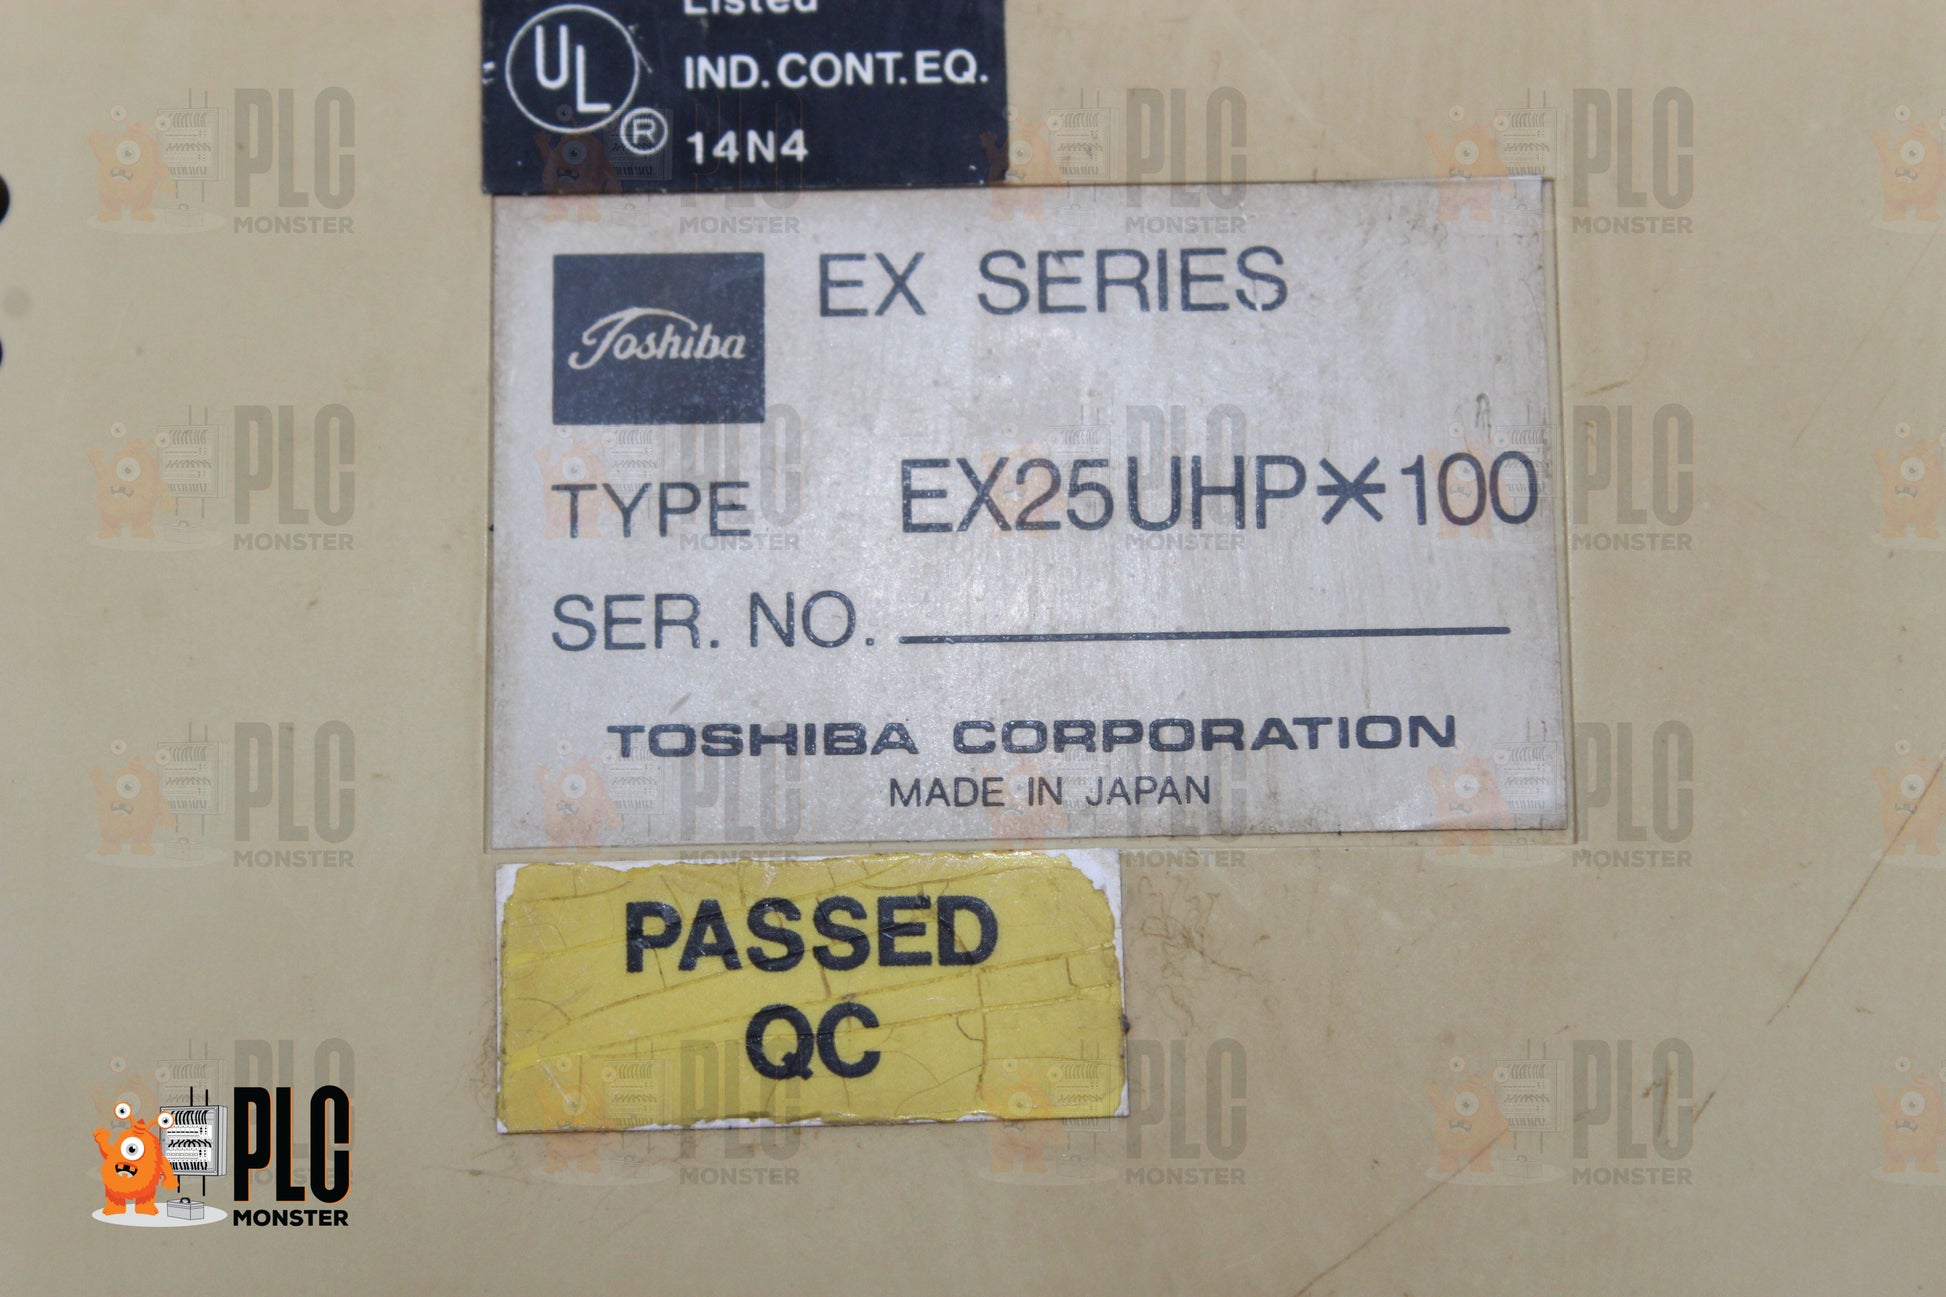 Listed
UL
®
IND. CONT. EQ.
14N4
Toshiba
EX SERIES
TYPE EX25UHP*100
SER. NO.
TOSHIBA CORPORATION
MADE IN JAPAN
PASSED
QC
PLC
MONSTER